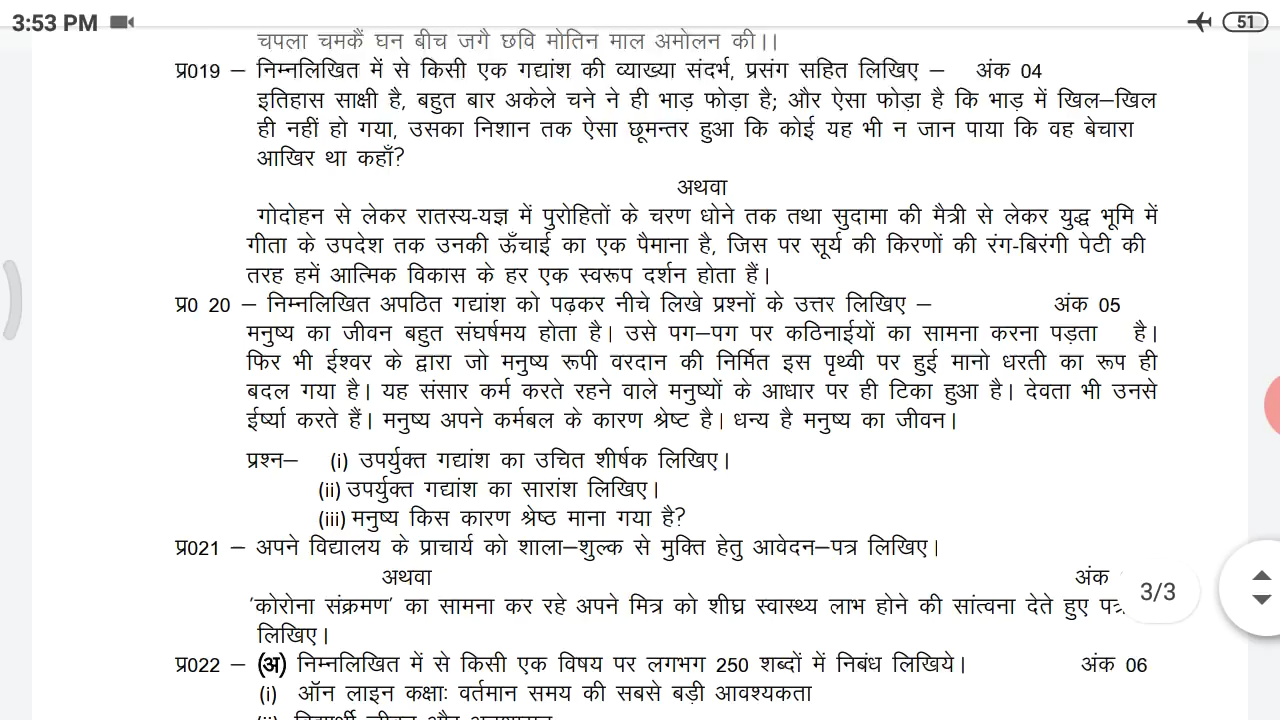 3:53 PM 51
चपला चमकैं घन बीच जगै छवि मोतिन माल अमोलन की।।
प्र019 – निम्नलिखित में से किसी एक गद्यांश की व्याख्या संदर्भ, प्रसंग सहित लिखिए – अंक 04
इतिहास साक्षी है, बहुत बार अकेले चने ने ही भाड़ फोड़ा है; और ऐसा फोड़ा है कि भाड़ में खिल–खिल
ही नहीं हो गया, उसका निशान तक ऐसा छूमन्तर हुआ कि कोई यह भी न जान पाया कि वह बेचारा
आखिर था कहाँ?
अथवा
गोदोहन से लेकर रातस्य-यज्ञ में पुरोहितों के चरण धोने तक तथा सुदामा की मैत्री से लेकर युद्ध भूमि में
गीता के उपदेश तक उनकी ऊँचाई का एक पैमाना है, जिस पर सूर्य की किरणों की रंग-बिरंगी पेटी की
तरह हमें आत्मिक विकास के हर एक स्वरूप दर्शन होता हैं।
प्र0 20 – निम्नलिखित अपठित गद्यांश को पढ़कर नीचे लिखे प्रश्नों के उत्तर लिखिए – अंक 05
मनुष्य का जीवन बहुत संघर्षमय होता है। उसे पग–पग पर कठिनाईयों का सामना करना पड़ता है।
फिर भी ईश्वर के द्वारा जो मनुष्य रूपी वरदान की निर्मित इस पृथ्वी पर हुई मानो धरती का रूप ही
बदल गया है। यह संसार कर्म करते रहने वाले मनुष्यों के आधार पर ही टिका हुआ है। देवता भी उनसे
ईर्ष्या करते हैं। मनुष्य अपने कर्मबल के कारण श्रेष्ट है। धन्य है मनुष्य का जीवन।
प्रश्न– (i) उपर्युक्त गद्यांश का उचित शीर्षक लिखिए।
(ii) उपर्युक्त गद्यांश का सारांश लिखिए।
(iii) मनुष्य किस कारण श्रेष्ठ माना गया है?
प्र021 – अपने विद्यालय के प्राचार्य को शाला–शुल्क से मुक्ति हेतु आवेदन–पत्र लिखिए।
अथवा अंक
3/3
'कोरोना संक्रमण' का सामना कर रहे अपने मित्र को शीघ्र स्वास्थ्य लाभ होने की सांत्वना देते हुए पत्र
लिखिए।
प्र022 – (अ) निम्नलिखित में से किसी एक विषय पर लगभग 250 शब्दों में निबंध लिखिये। अंक 06
(i) ऑन लाइन कक्षाः वर्तमान समय की सबसे बड़ी आवश्यकता
(ii) विद्यार्थी जीवन और अनुशासन